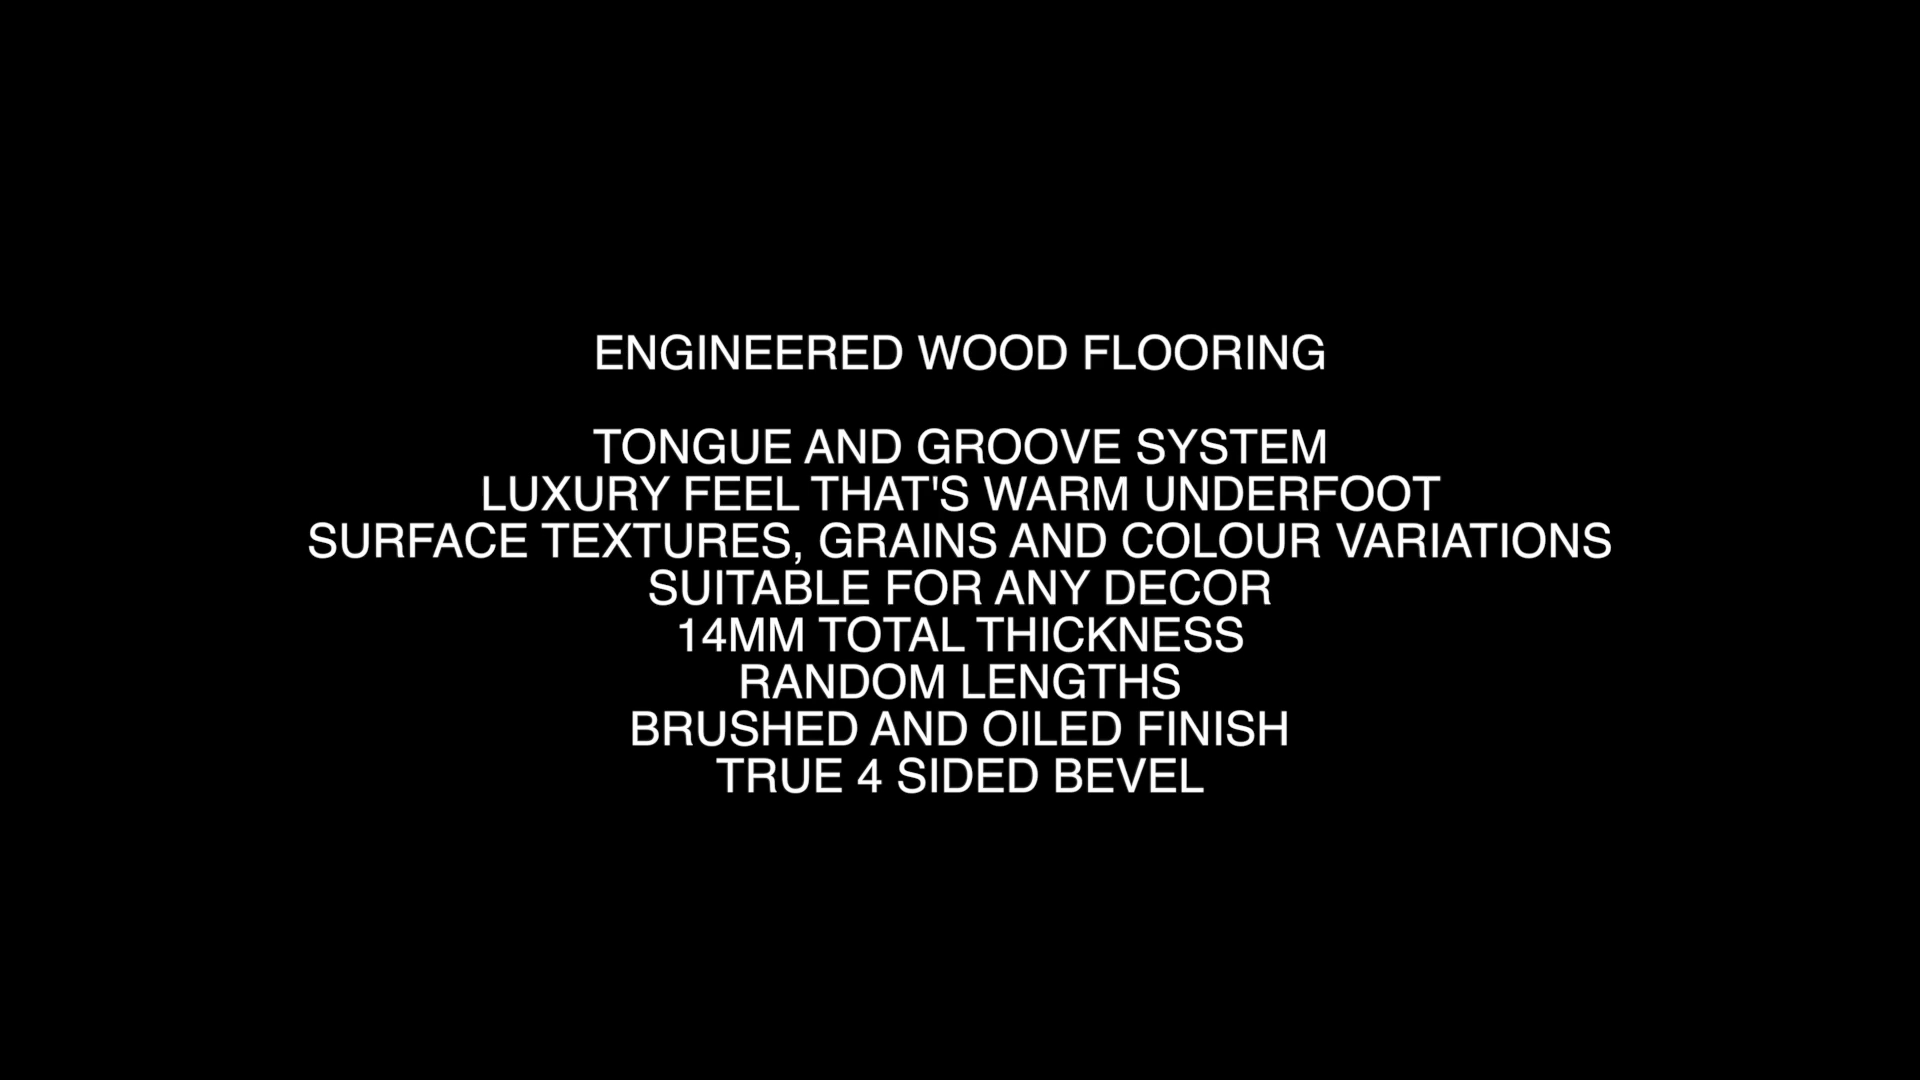 ENGINEERED WOOD FLOORING
TONGUE AND GROOVE SYSTEM
LUXURY FEEL THAT'S WARM UNDERFOOT
SURFACE TEXTURES, GRAINS AND COLOUR VARIATIONS
SUITABLE FOR ANY DECOR
14MM TOTAL THICKNESS
RANDOM LENGTHS
BRUSHED AND OILED FINISH
TRUE 4 SIDED BEVEL